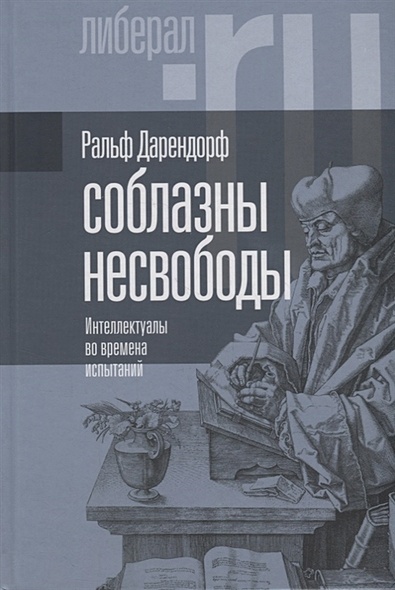 либерал
.ru
Ральф Дарендорф
соблазны
несвободы
Интеллектуалы
во времена
испытаний